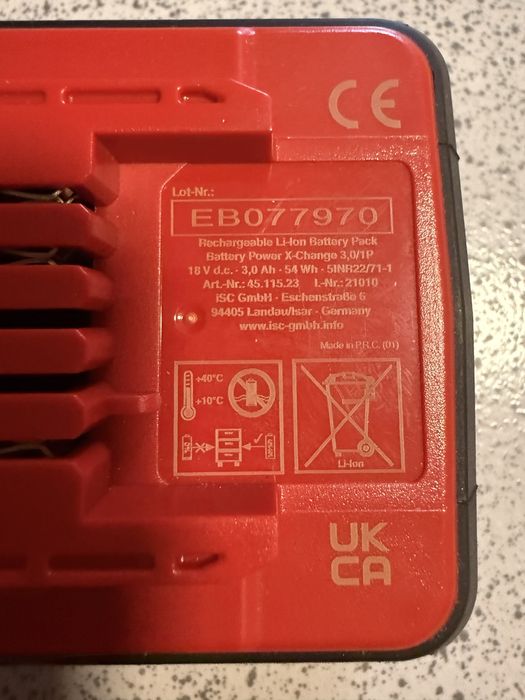 CE
Lot-Nr.:
EB077970
Rechargeable Li-Ion Battery Pack
Battery Power X-Change 3,0/1P
18 V d.c. · 3,0 Ah · 54 Wh · 5INR22/71-1
Art.-Nr.: 45.115.23 I.-Nr.: 21010
iSC GmbH · Eschenstraße 6
94405 Landau/Isar · Germany
www.isc-gmbh.info
Made in P.R.C. (01)
+40°C
+10°C
Li-Ion
UK
CA